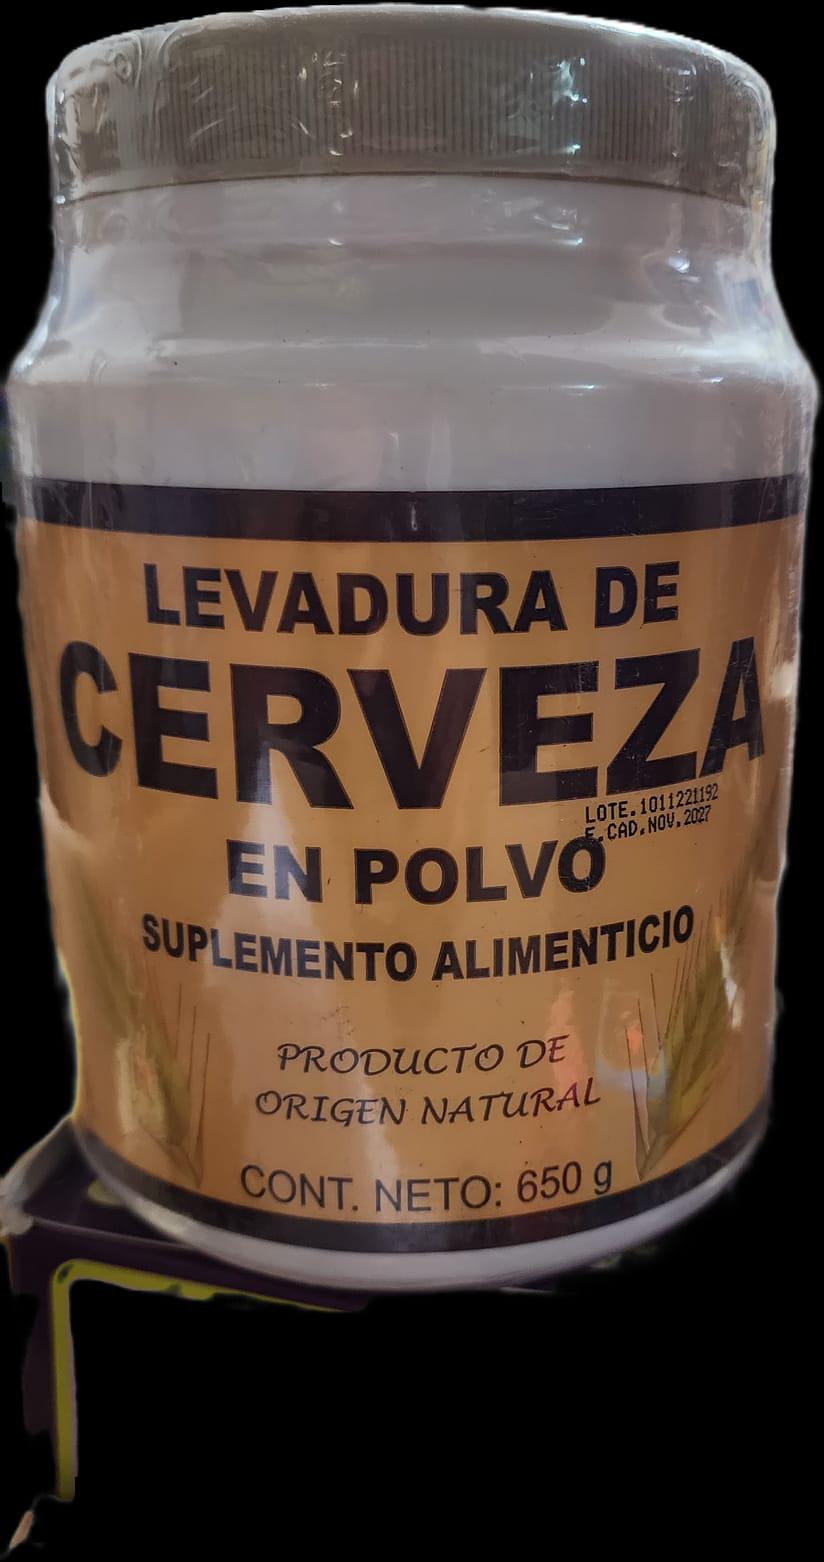 LEVADURA DE
CERVEZA
LOTE.1011221192
F.CAD.NOV.2027
EN POLVO
SUPLEMENTO ALIMENTICIO
PRODUCTO DE
ORIGEN NATURAL
CONT. NETO: 650 g